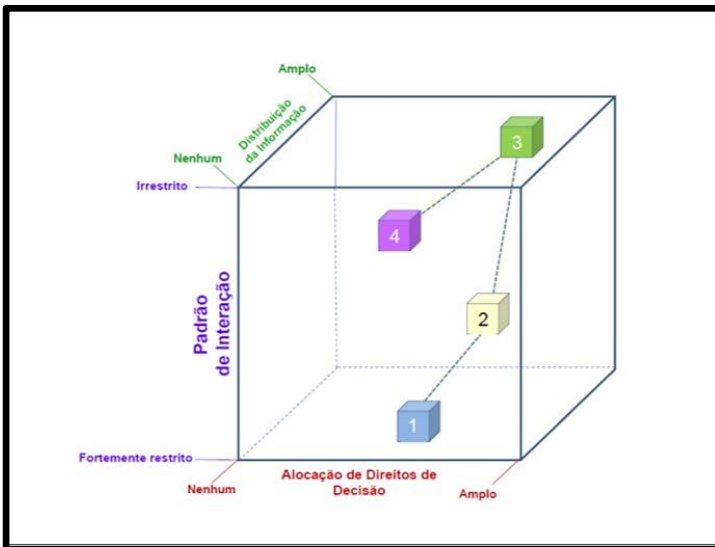 Amplo
Distribuição
da Informação
Nenhum
Irrestrito
3
4
Padrão
de Interação
2
1
Fortemente restrito
Nenhum
Alocação de Direitos de
Decisão
Amplo